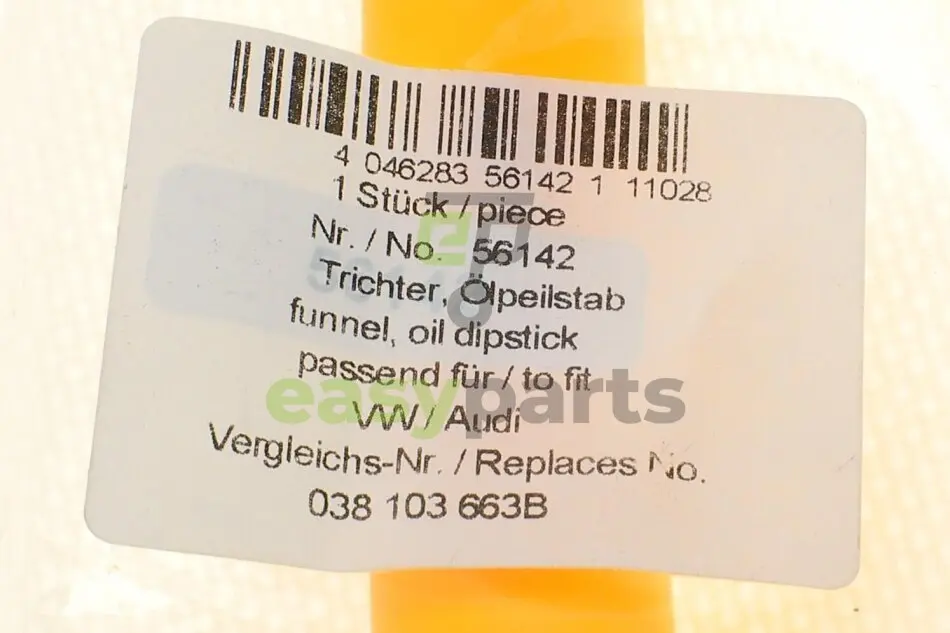 4 046283 56142 1 11028
1 Stück / piece
Nr. / No. 56142
Trichter, Ölpeilstab
funnel, oil dipstick
passend für / to fit
easyparts
VW / Audi
Vergleichs-Nr. / Replaces No.
038 103 663B